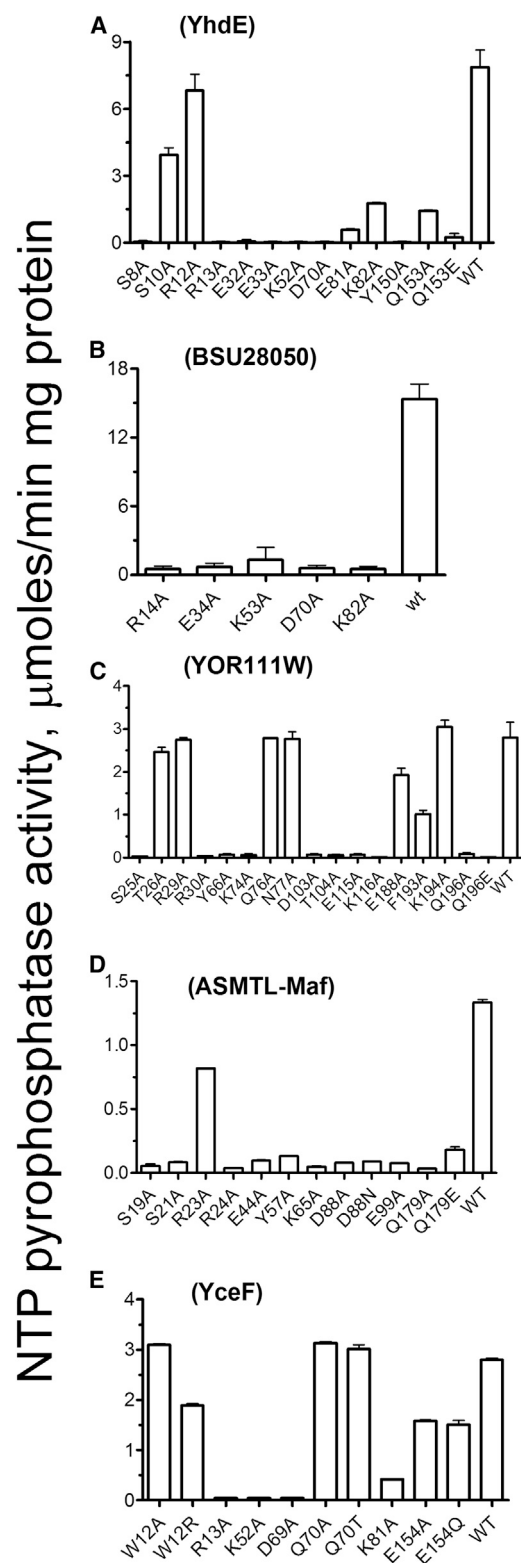 NTP pyrophosphatase activity, μmoles/min mg protein
A (YhdE)
9
6
3
0
S8A S10A R12A R13A E32A E33A K52A D70A E81A K82A Y150A Q153A Q153E WT
B (BSU28050)
18
12
6
0
R14A E34A K53A D70A K82A wt
C (YOR111W)
4
3
2
1
0
S25A T26A R29A R30A Y66A K74A Q76A N77A D103A T104A E115A K116A E188A F193A K194A Q196A Q196E WT
D (ASMTL-Maf)
1.5
1.0
0.5
0.0
S19A S21A R23A R24A E44A Y57A K65A D88A D88N E99A Q179A Q179E WT
E (YceF)
4
3
2
1
0
W12A W12R R13A K52A D69A Q70A Q70T K81A E154A E154Q WT